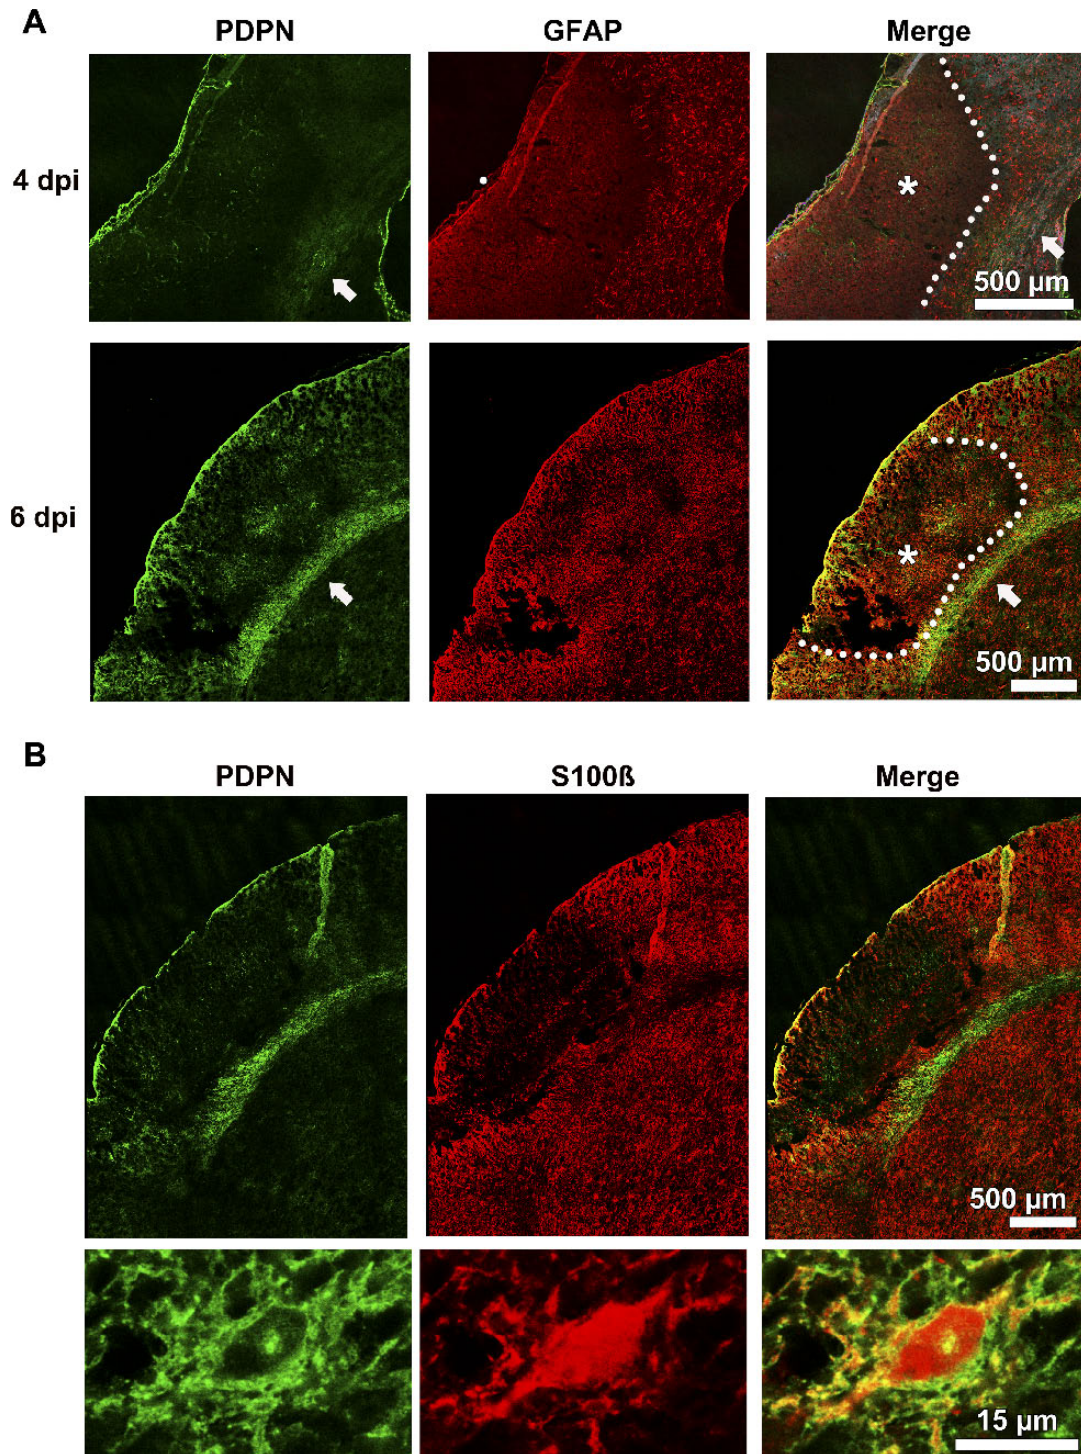 A
PDPN GFAP Merge
4 dpi
*
500 µm
6 dpi
*
500 µm
B
PDPN S100ß Merge
500 µm
15 µm